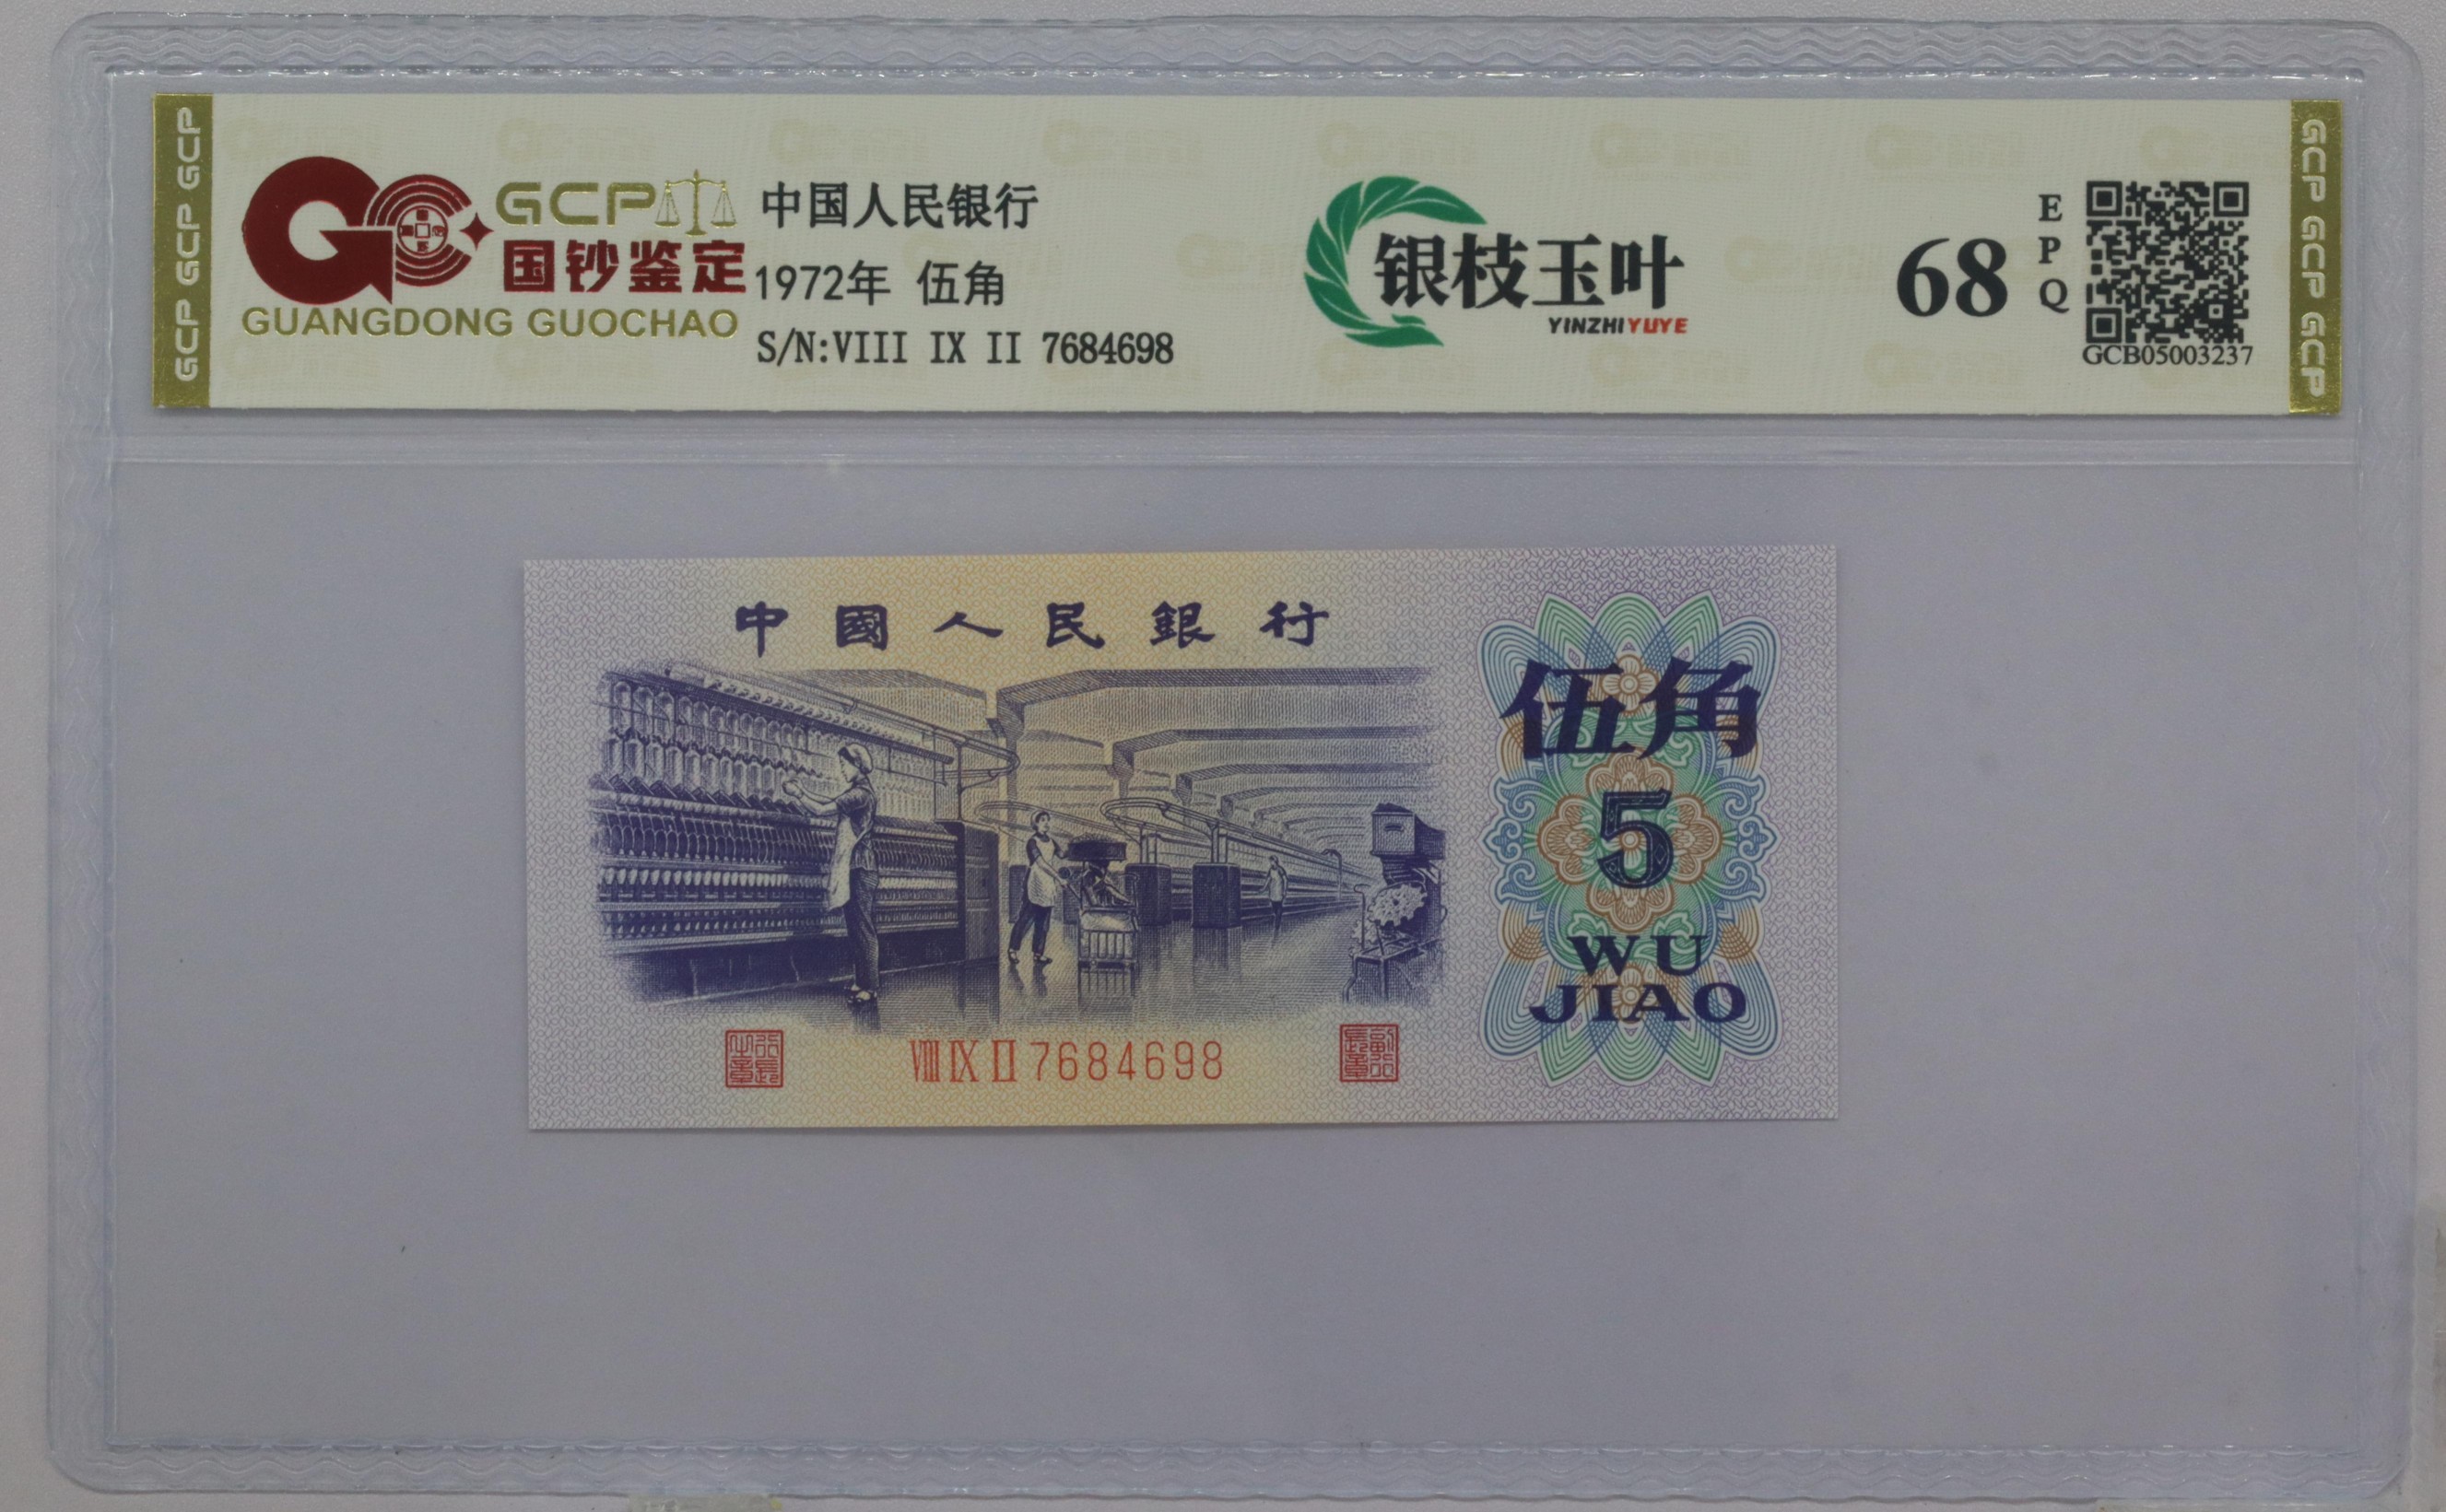 GCP GCP GCP
GCP
国钞鉴定
GUANGDONG GUOCHAO
中国人民银行
1972年 伍角
S/N:VIII IX II 7684698
银枝玉叶
YINZHIYUYE
68
E
P
Q
GCB05003237
GCP GCP GCP
中國人民銀行
伍角
5
WU
JIAO
VIII IX II 7684698